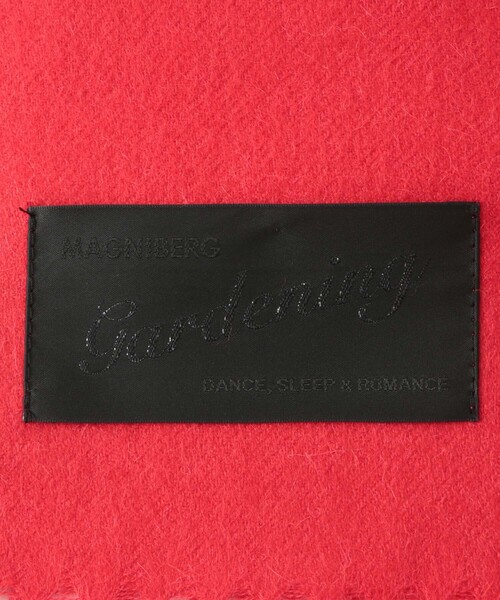 MAGNIBERG
Gardening
DANCE, SLEEP & ROMANCE